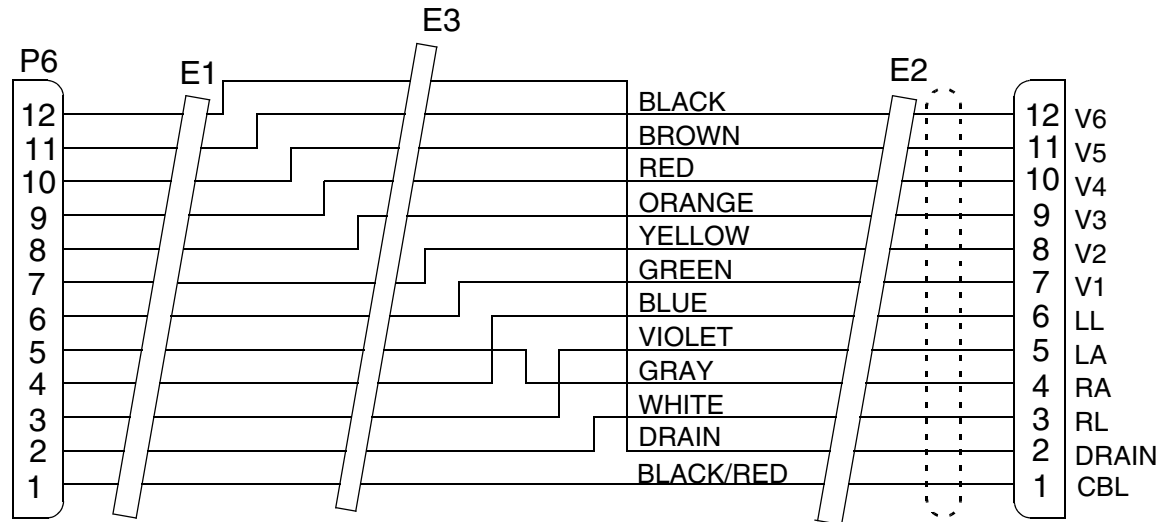 E3
P6
E1
E2
12 BLACK 12 V6
11 BROWN 11 V5
10 RED 10 V4
9 ORANGE 9 V3
8 YELLOW 8 V2
7 GREEN 7 V1
6 BLUE 6 LL
5 VIOLET 5 LA
4 GRAY 4 RA
3 WHITE 3 RL
2 DRAIN 2 DRAIN
1 BLACK/RED 1 CBL